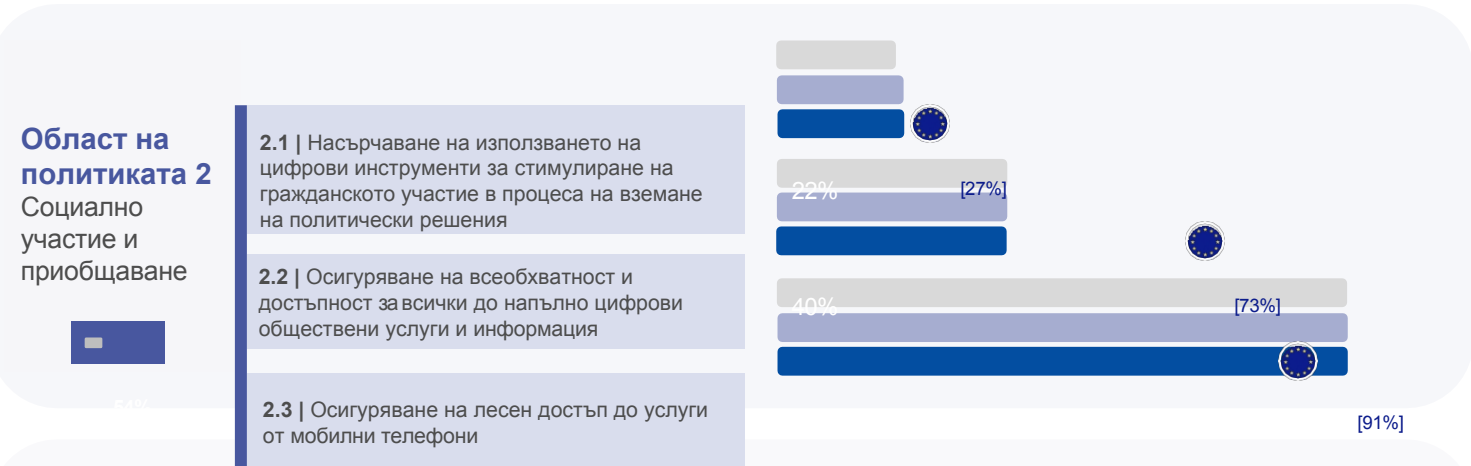 Област на
политиката 2
Социално
участие и
приобщаване
54%
2.1 | Насърчаване на използването на
цифрови инструменти за стимулиране на
гражданското участие в процеса на вземане
на политически решения
2.2 | Осигуряване на всеобхватност и
достъпност за всички до напълно цифрови
обществени услуги и информация
2.3 | Осигуряване на лесен достъп до услуги
от мобилни телефони
22%
[27%]
40%
[73%]
[91%]